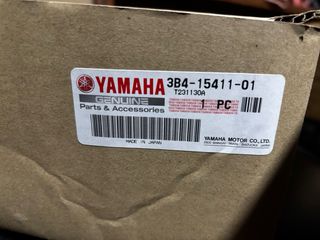 YAMAHA 3B4-15411-01
GENUINE T231130A
Parts & Accessories 1 PC
MADE IN JAPAN
YAMAHA MOTOR CO.,LTD.